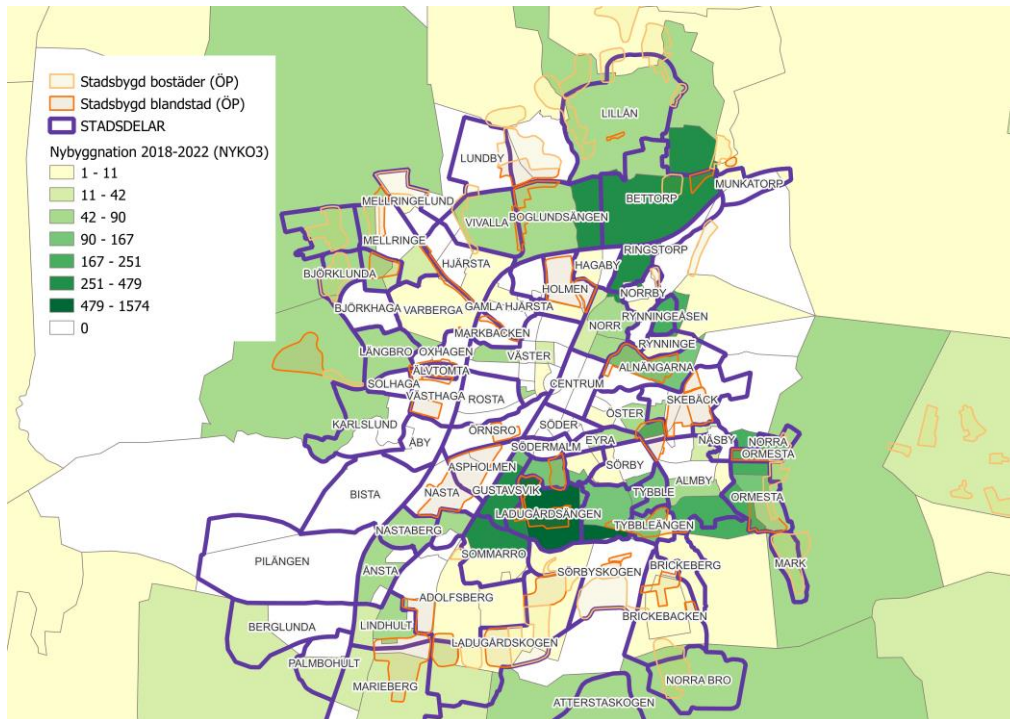 Stadsbygd bostäder (ÖP)
Stadsbygd blandstad (ÖP)
STADSDELAR
Nybyggnation 2018-2022 (NYKO3)
1 - 11
11 - 42
42 - 90
90 - 167
167 - 251
251 - 479
479 - 1574
0
LILLÅN
LUNDBY
MUNKATORP
BETTORP
MELLRINGELUND
VIVALLA
BOGLUNDSÄNGEN
MELLRINGE
RINGSTORP
HJÄRSTA
HAGABY
BJÖRKLUNDA
HOLMEN
NORRBY
BJÖRKHAGA
VARBERGA
GAMLA HJÄRSTA
RYNNINGEÅSEN
MARKBACKEN
NORR
RYNNINGE
LÅNGBRO
OXHAGEN
VÄSTER
ALNÄNGARNA
ÄLVTOMTA
SOLHAGA
CENTRUM
VÄSTHAGA
ROSTA
SKEBÄCK
ÖSTER
KARLSLUND
SÖDER
ÖRNSRO
EYRA
NÄSBY
NORRA
ÅBY
SÖDERMALM
ORMESTA
ASPHOLMEN
SÖRBY
ALMBY
NASTA
GUSTAVSVIK
TYBBLE
ORMESTA
BISTA
LADUGÅRDSÄNGEN
TYBBLEÄNGEN
NASTABERG
SOMMARRO
PILÄNGEN
ÄNSTA
SÖRBYSKOGEN
BRICKEBERG
MARK
ADOLFSBERG
BRICKEBACKEN
BERGLUNDA
LINDHULT
LADUGÅRDSKOGEN
PALMBOHULT
MARIEBERG
NORRA BRO
ATTERSTASKOGEN